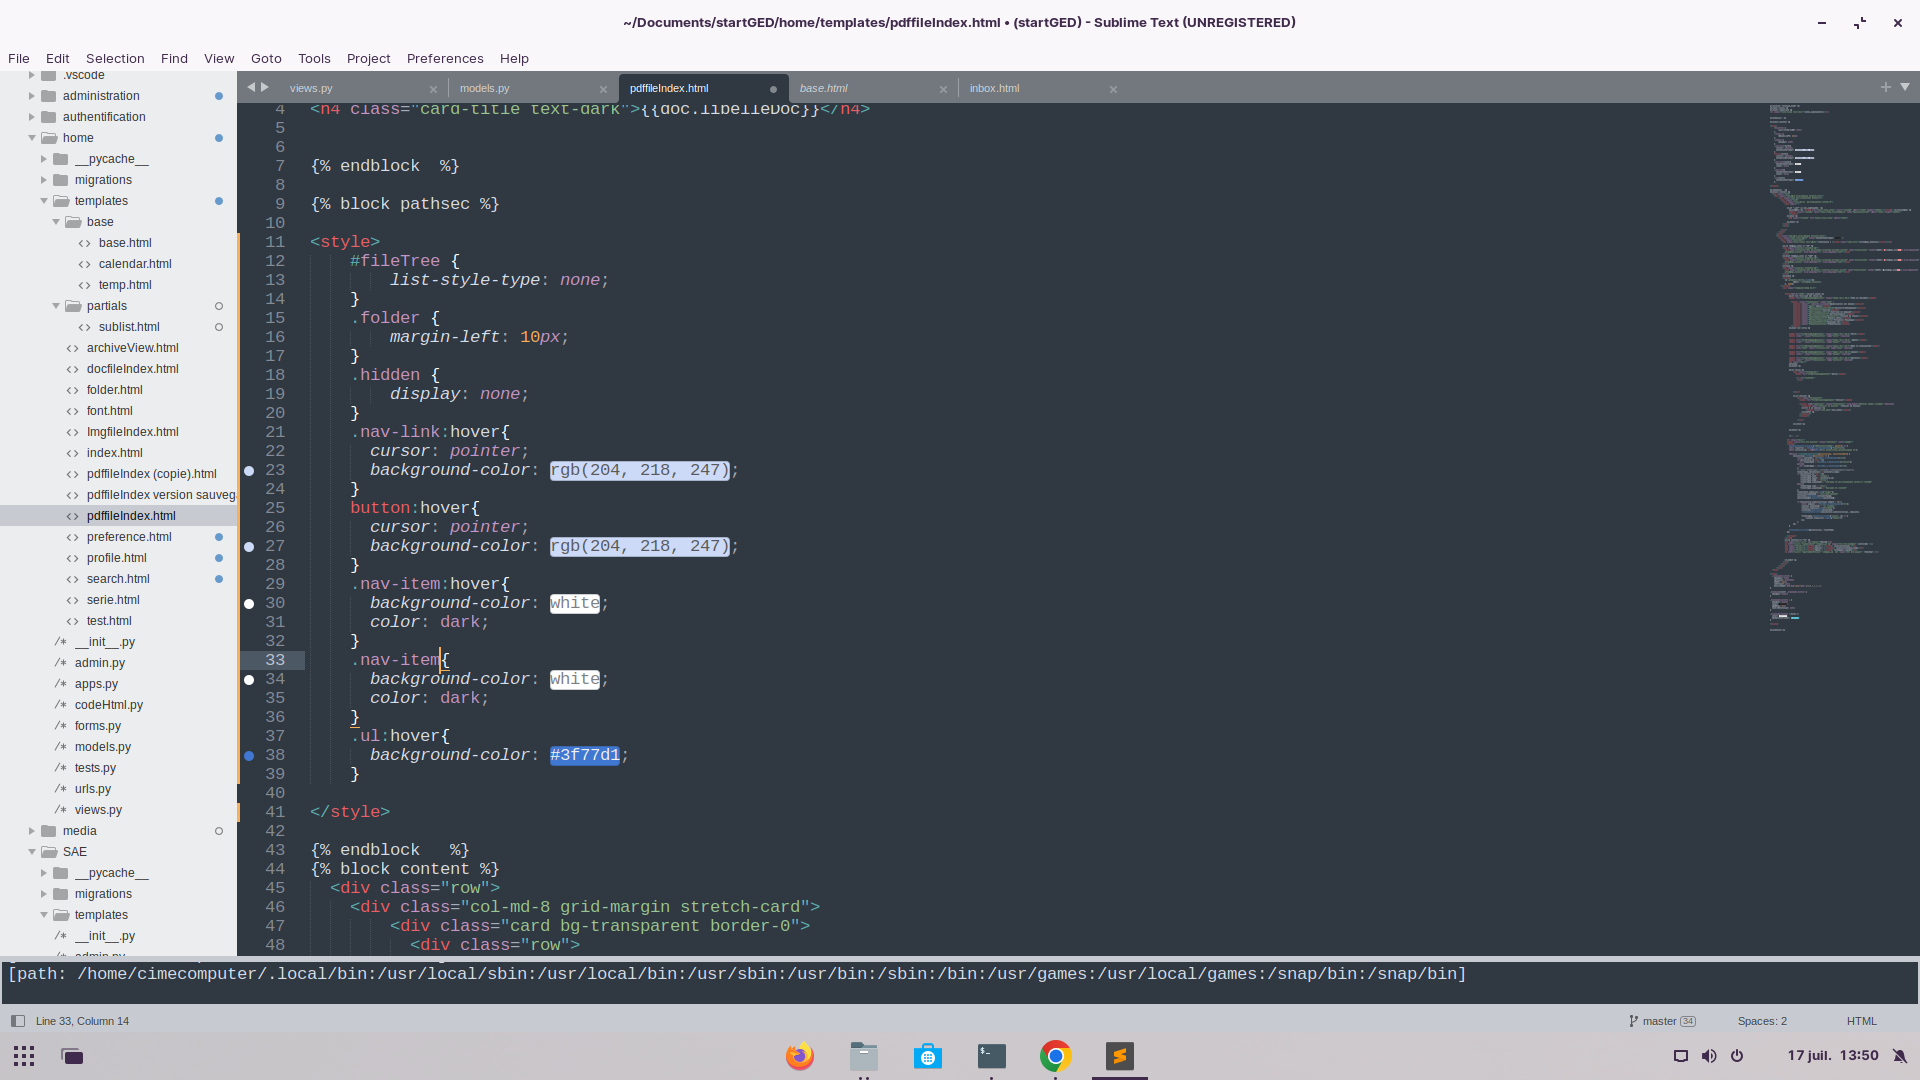 ~/Documents/startGED/home/templates/pdffileIndex.html • (startGED) - Sublime Text (UNREGISTERED)
File Edit Selection Find View Goto Tools Project Preferences Help
.vscode
administration
authentification
home
__pycache__
migrations
templates
base
base.html
calendar.html
temp.html
partials
sublist.html
archiveView.html
docfileIndex.html
folder.html
font.html
ImgfileIndex.html
index.html
pdffileIndex (copie).html
pdffileIndex version sauveg
pdffileIndex.html
preference.html
profile.html
search.html
serie.html
test.html
__init__.py
admin.py
apps.py
codeHtml.py
forms.py
models.py
tests.py
urls.py
views.py
media
SAE
__pycache__
migrations
templates
__init__.py
admin.py
views.py models.py pdffileIndex.html base.html inbox.html
4 <h4 class="card-title text-dark">{{doc.libelleDoc}}</h4>
5
6
7 {% endblock  %}
8
9 {% block pathsec %}
10
11 <style>
12 #fileTree {
13 list-style-type: none;
14 }
15 .folder {
16 margin-left: 10px;
17 }
18 .hidden {
19 display: none;
20 }
21 .nav-link:hover{
22 cursor: pointer;
23 background-color: rgb(204, 218, 247);
24 }
25 button:hover{
26 cursor: pointer;
27 background-color: rgb(204, 218, 247);
28 }
29 .nav-item:hover{
30 background-color: white;
31 color: dark;
32 }
33 .nav-item{
34 background-color: white;
35 color: dark;
36 }
37 .ul:hover{
38 background-color: #3f77d1;
39 }
40
41 </style>
42
43 {% endblock   %}
44 {% block content %}
45 <div class="row">
46 <div class="col-md-8 grid-margin stretch-card">
47 <div class="card bg-transparent border-0">
48 <div class="row">
[path: /home/cimecomputer/.local/bin:/usr/local/sbin:/usr/local/bin:/usr/sbin:/usr/bin:/sbin:/bin:/usr/games:/usr/local/games:/snap/bin:/snap/bin]
Line 33, Column 14 master 34 Spaces: 2 HTML
17 juil. 13:50